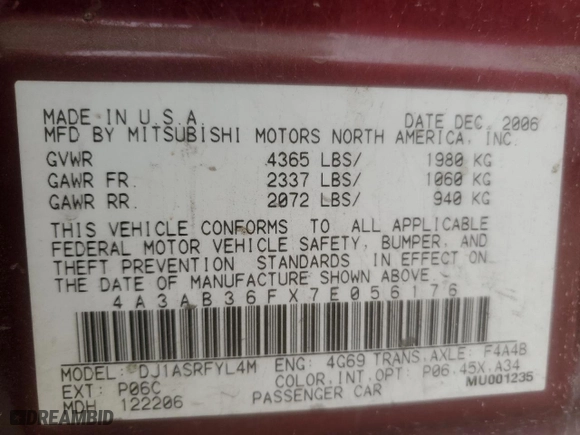 MADE IN U.S.A. DATE DEC. 2006
MFD BY MITSUBISHI MOTORS NORTH AMERICA, INC.
GVWR 4365 LBS/ 1980 KG
GAWR FR. 2337 LBS/ 1060 KG
GAWR RR. 2072 LBS/ 940 KG
THIS VEHICLE CONFORMS TO ALL APPLICABLE
FEDERAL MOTOR VEHICLE SAFETY, BUMPER, AND
THEFT PREVENTION STANDARDS IN EFFECT ON
THE DATE OF MANUFACTURE SHOWN ABOVE
4A3AB36FX7E056176
MODEL: DJ1ASRFYL4M ENG: 4G69 TRANS.AXLE: F4A4B
EXT: P06C COLOR.INT.OPT: P06.45X.A34
MDH 122206 PASSENGER CAR MU001235
DREAMBID